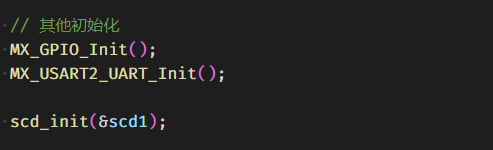 // 其他初始化
MX_GPIO_Init();
MX_USART2_UART_Init();
scd_init(&scd1);